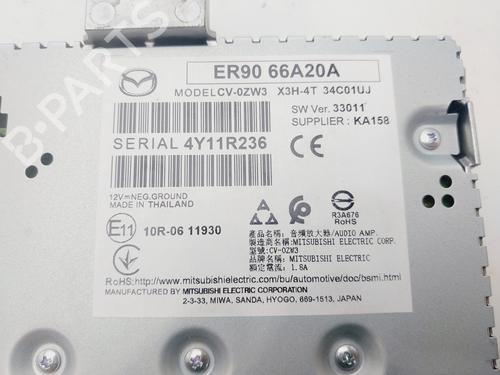 B-PARTS
ER90 66A20A
MODEL CV-0ZW3 X3H-4T 34C01UJ
SW Ver. 33011
SUPPLIER : KA158
SERIAL 4Y11R236
CE
12V NEG.GROUND
MADE IN THAILAND
R3A676
RoHS
E11 10R-06 11930
產品名稱:音頻放大器/AUDIO AMP.
製造商名稱:MITSUBISHI ELECTRIC CORP.
型號:CV-0ZW3
品牌名稱:MITSUBISHI ELECTRIC
額定電流:1.8A
RoHS:http://www.mitsubishielectric.com/bu/automotive/doc/bsmi.html
MANUFACTURED BY MITSUBISHI ELECTRIC CORPORATION
2-3-33, MIWA, SANDA, HYOGO, 669-1513, JAPAN